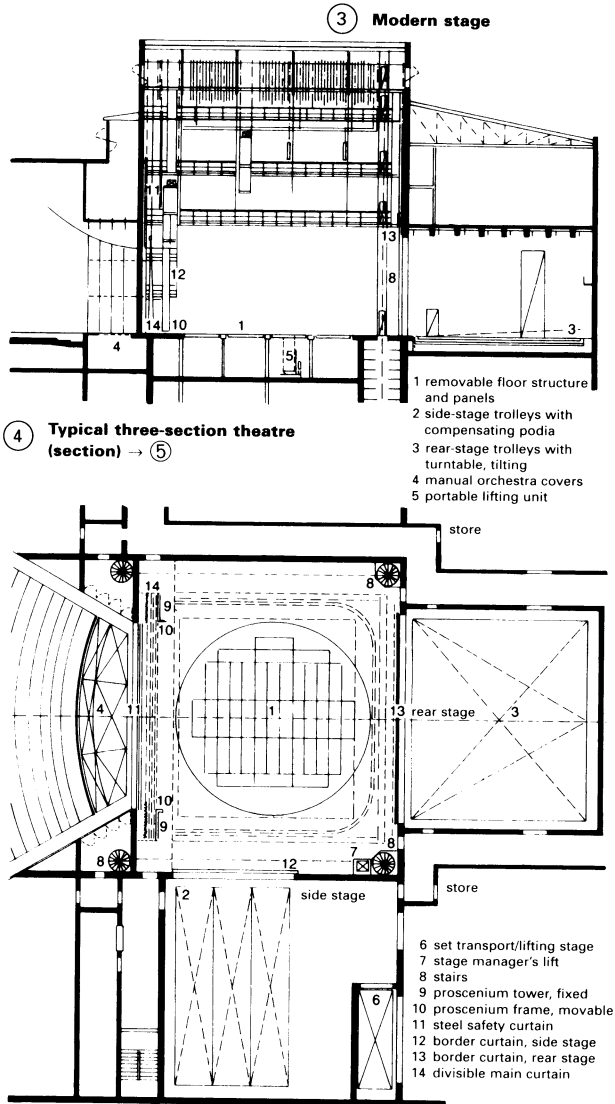 3 Modern stage
11
13
12
8
14 10 1
3
4
5
1 removable floor structure
and panels
2 side-stage trolleys with
compensating podia
3 rear-stage trolleys with
turntable, tilting
4 manual orchestra covers
5 portable lifting unit
4 Typical three-section theatre
(section) → 5
store
8
14
9
10
4 11 1 13 rear stage 3
10
9
8
8
7
12
2 side stage
store
6
6 set transport/lifting stage
7 stage manager's lift
8 stairs
9 proscenium tower, fixed
10 proscenium frame, movable
11 steel safety curtain
12 border curtain, side stage
13 border curtain, rear stage
14 divisible main curtain